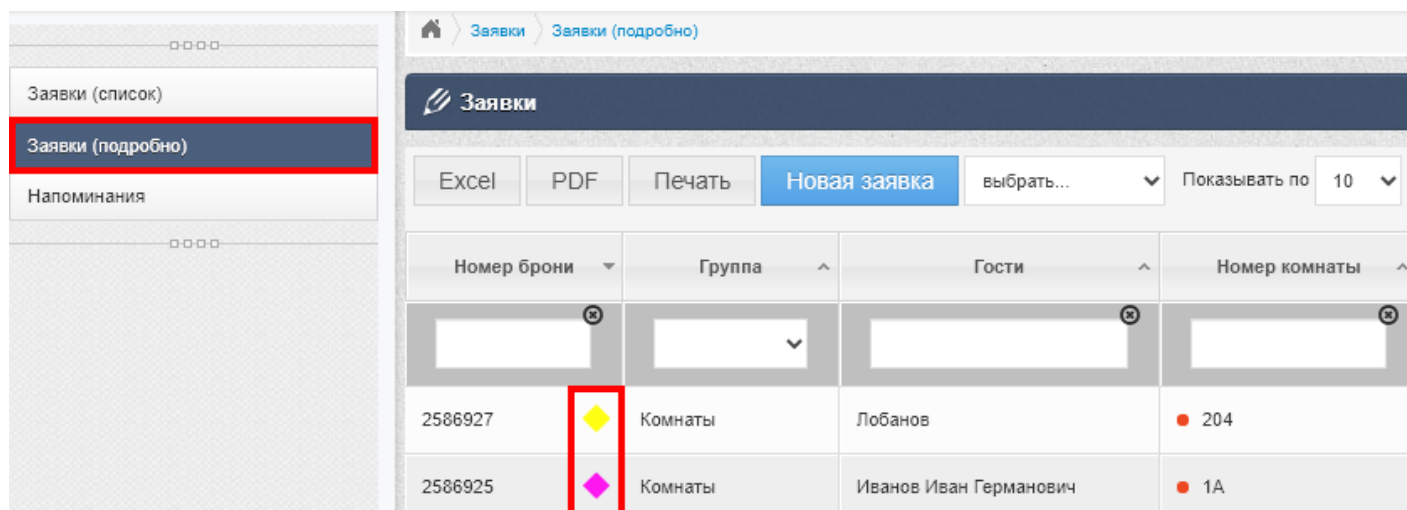 Заявки Заявки (подробно)
Заявки (список)
Заявки (подробно)
Напоминания
Заявки
Excel PDF Печать Новая заявка выбрать... Показывать по 10
Номер брони Группа Гости Номер комнаты
2586927 Комнаты Лобанов 204
2586925 Комнаты Иванов Иван Германович 1А